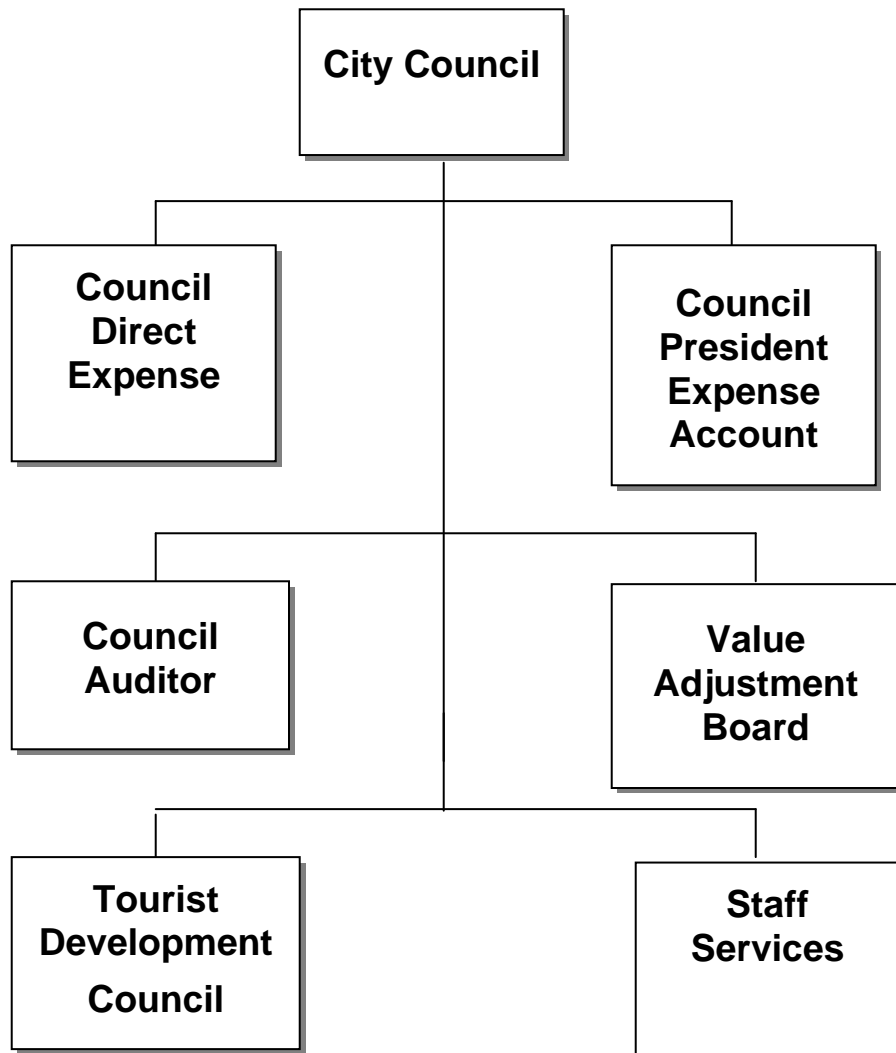 City Council
Council
Direct
Expense
Council
President
Expense
Account
Council
Auditor
Value
Adjustment
Board
Tourist
Development
Council
Staff
Services